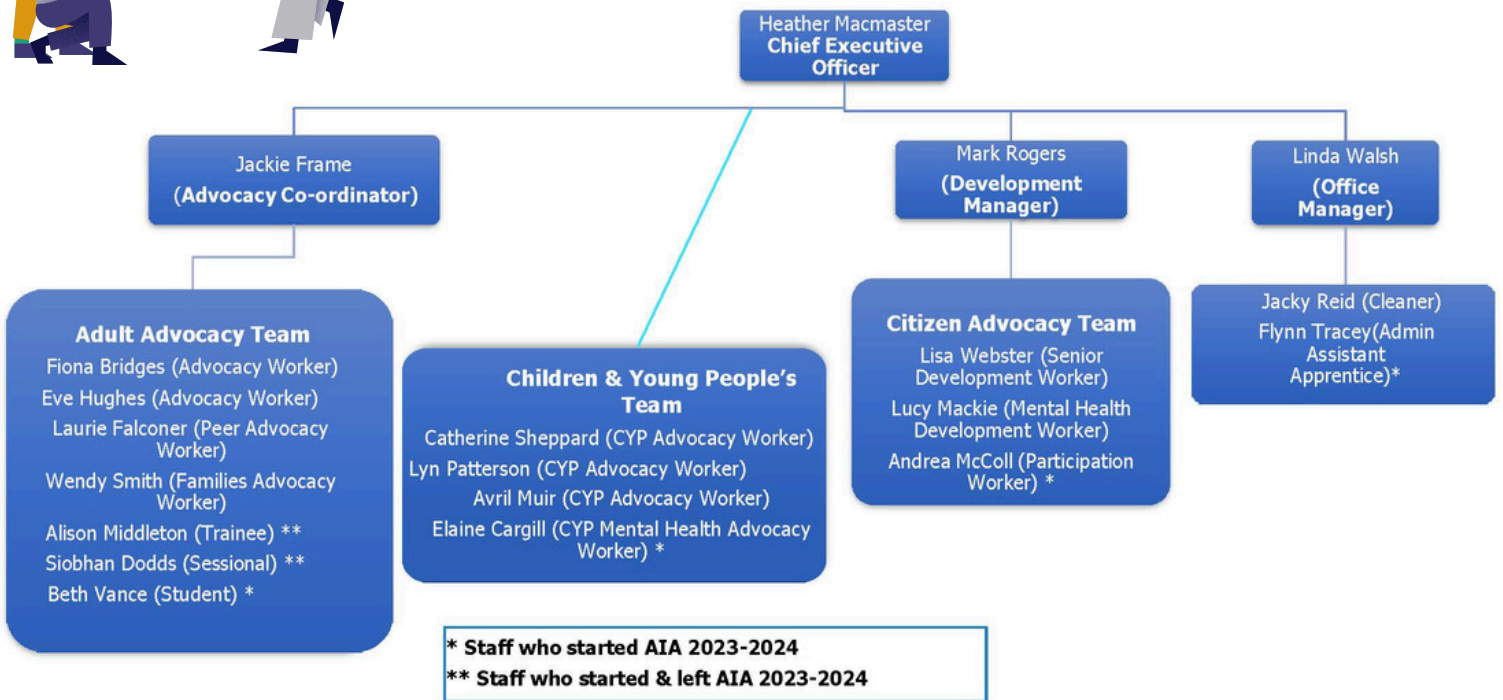 Heather Macmaster
Chief Executive
Officer
Jackie Frame
(Advocacy Co-ordinator)
Mark Rogers
(Development
Manager)
Linda Walsh
(Office
Manager)
Adult Advocacy Team
Fiona Bridges (Advocacy Worker)
Eve Hughes (Advocacy Worker)
Laurie Falconer (Peer Advocacy
Worker)
Wendy Smith (Families Advocacy
Worker)
Alison Middleton (Trainee) **
Siobhan Dodds (Sessional) **
Beth Vance (Student) *
Children & Young People’s
Team
Catherine Sheppard (CYP Advocacy Worker)
Lyn Patterson (CYP Advocacy Worker)
Avril Muir (CYP Advocacy Worker)
Elaine Cargill (CYP Mental Health Advocacy
Worker) *
Citizen Advocacy Team
Lisa Webster (Senior
Development Worker)
Lucy Mackie (Mental Health
Development Worker)
Andrea McColl (Participation
Worker) *
Jacky Reid (Cleaner)
Flynn Tracey(Admin
Assistant
Apprentice)*
* Staff who started AIA 2023-2024
** Staff who started & left AIA 2023-2024